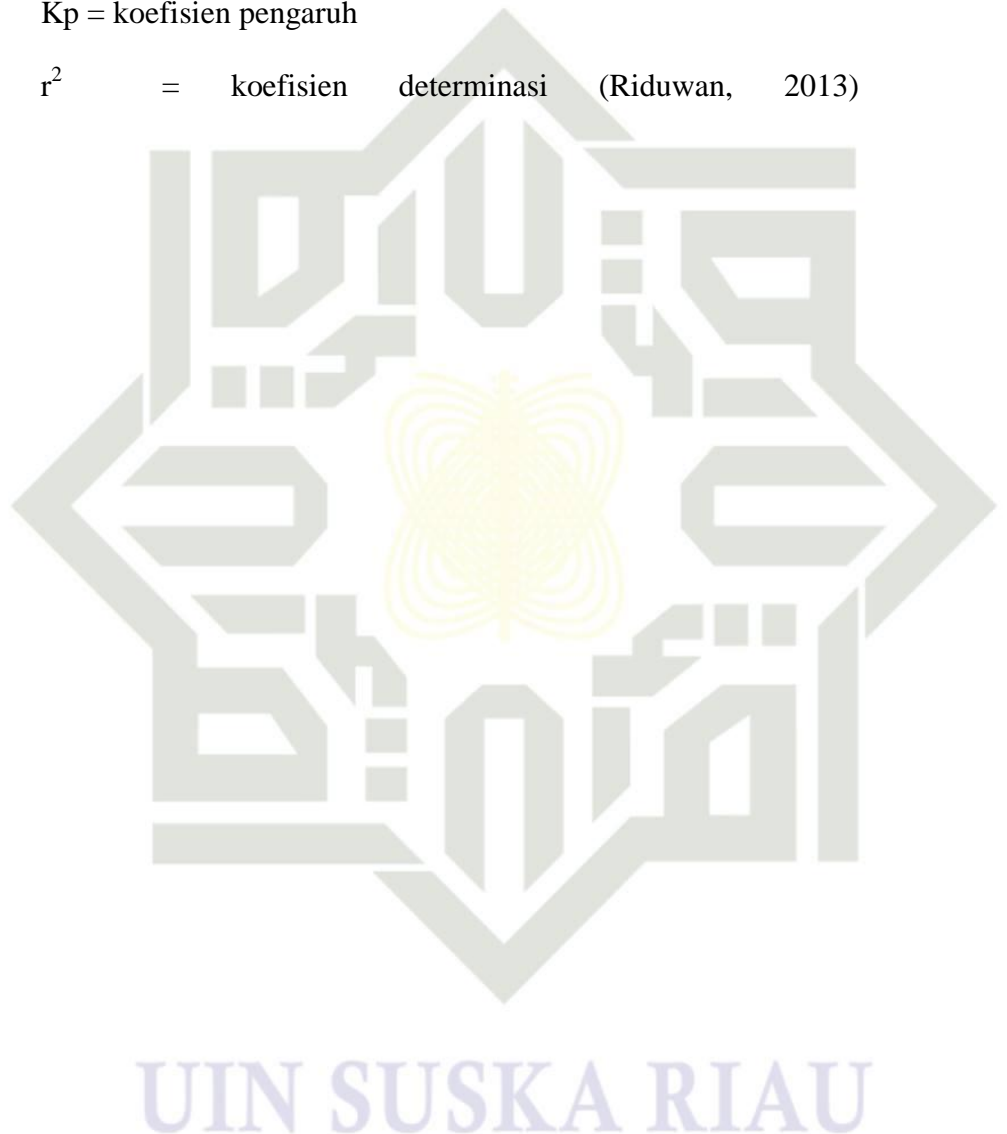 Kp = koefisien pengaruh
r² = koefisien determinasi (Riduwan, 2013)
UIN SUSKA RIAU